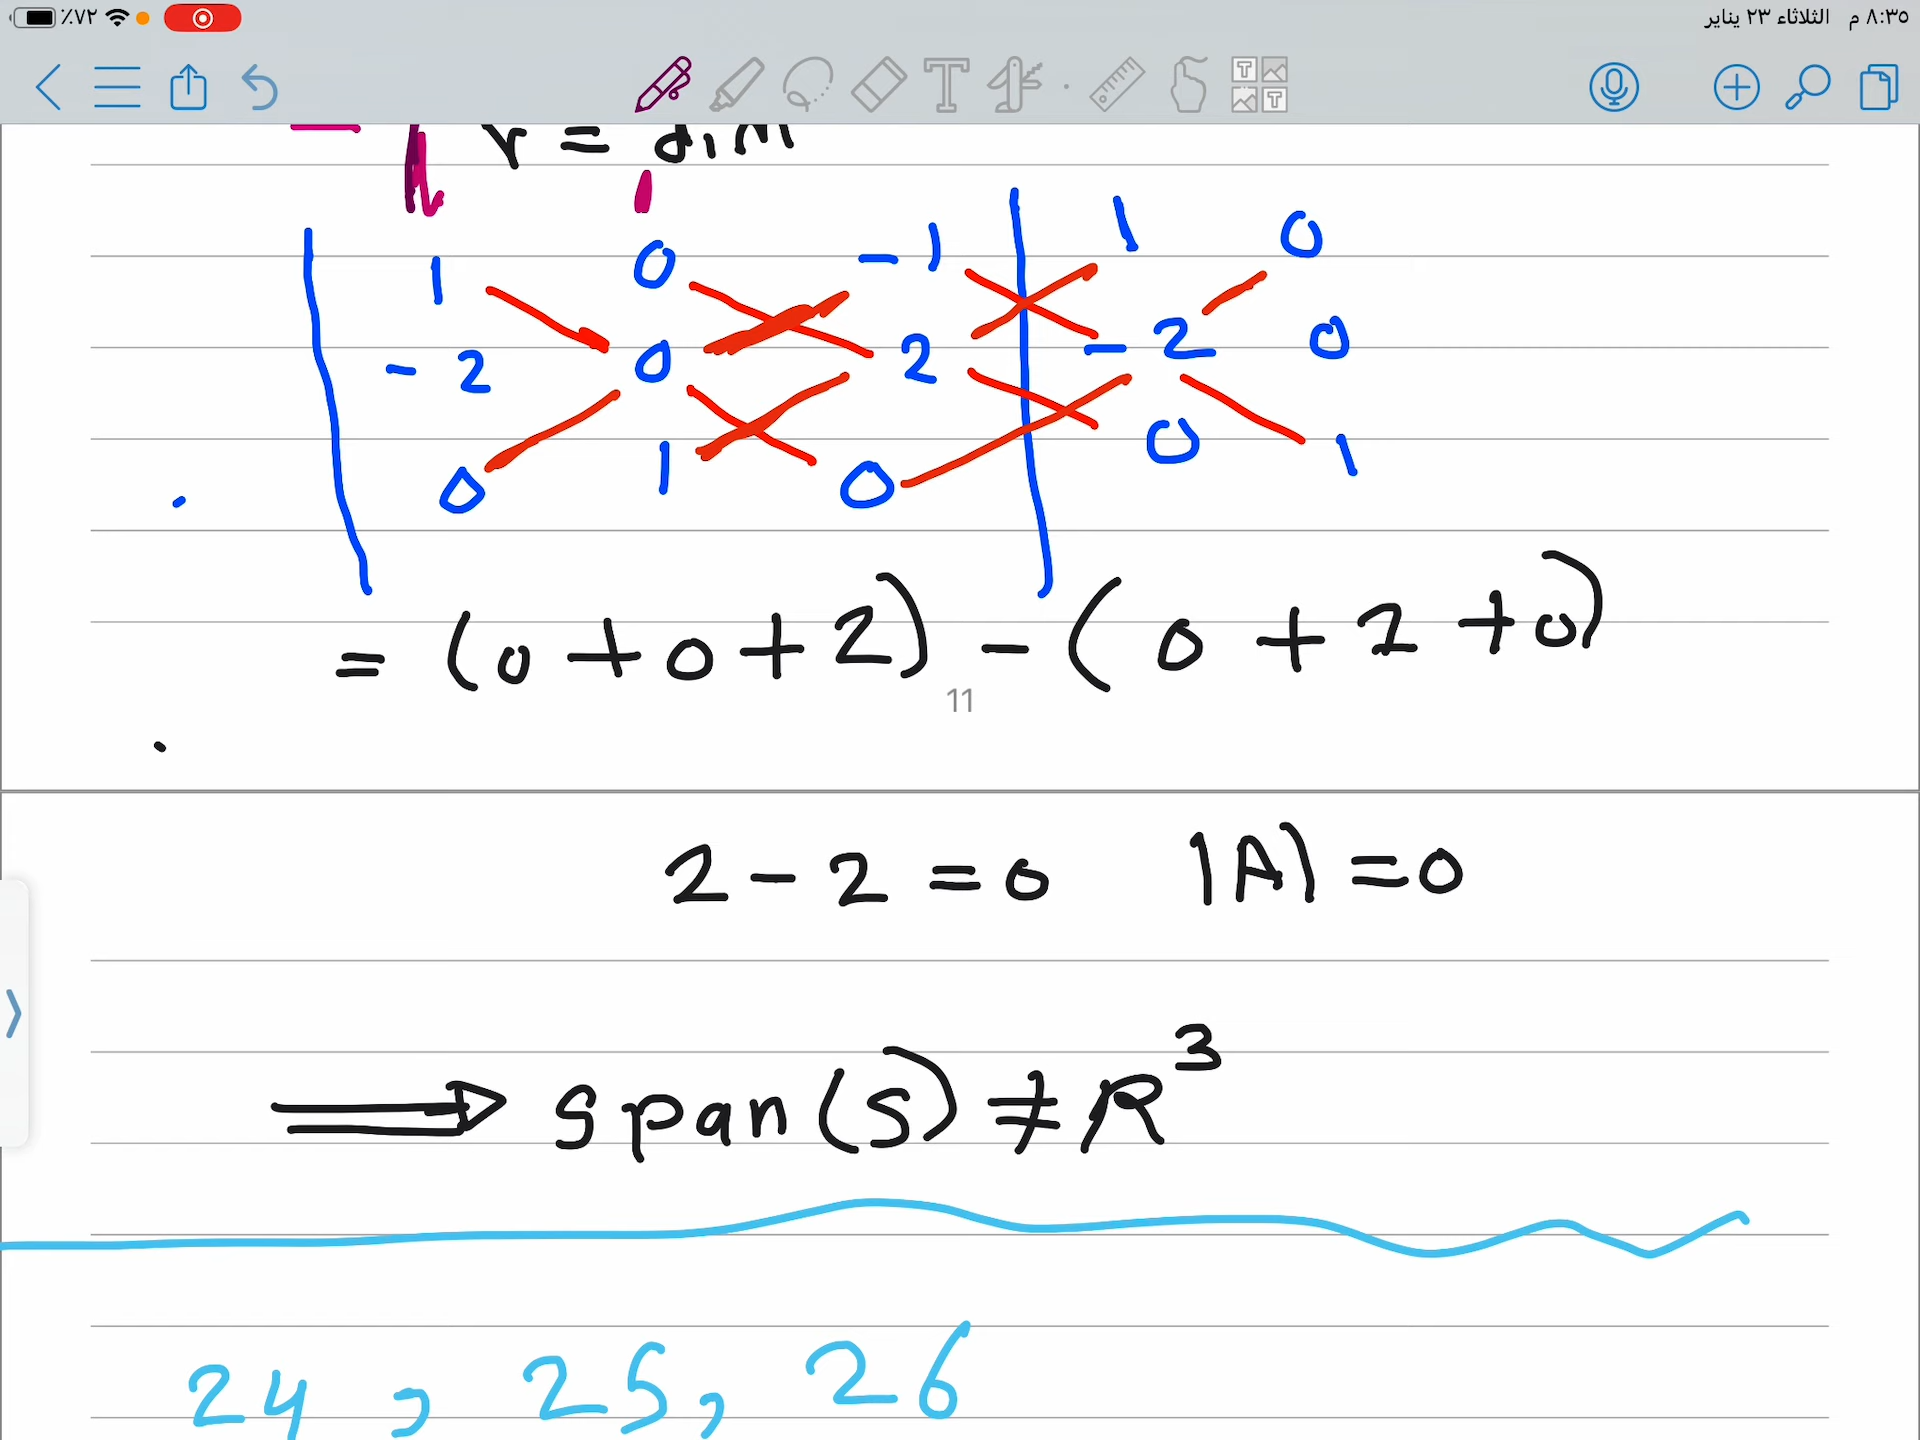 ٪٧٢ ٨:٣٥ م الثلاثاء ٢٣ يناير
r = dim
1 0 -1 1 0
-2 0 2 -2 0
0 1 0 0 1
= (0 + 0 + 2) - (0 + 2 + 0)
11
2 - 2 = 0 |A| = 0
⟹ span(S) ≠ R³
24, 25, 26